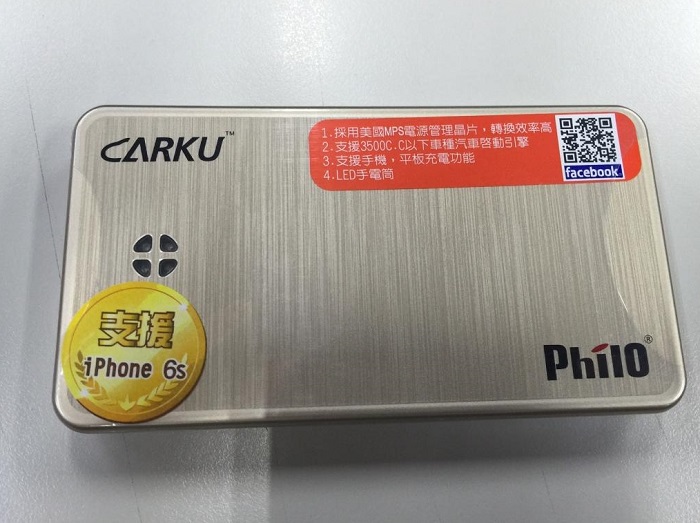 CARKU™
1.採用美國MPS電源管理晶片，轉換效率高
2.支援3500C.C以下車種汽車啟動引擎
3.支援手機，平板充電功能
4.LED手電筒
facebook
支援
iPhone 6s
PhilO®